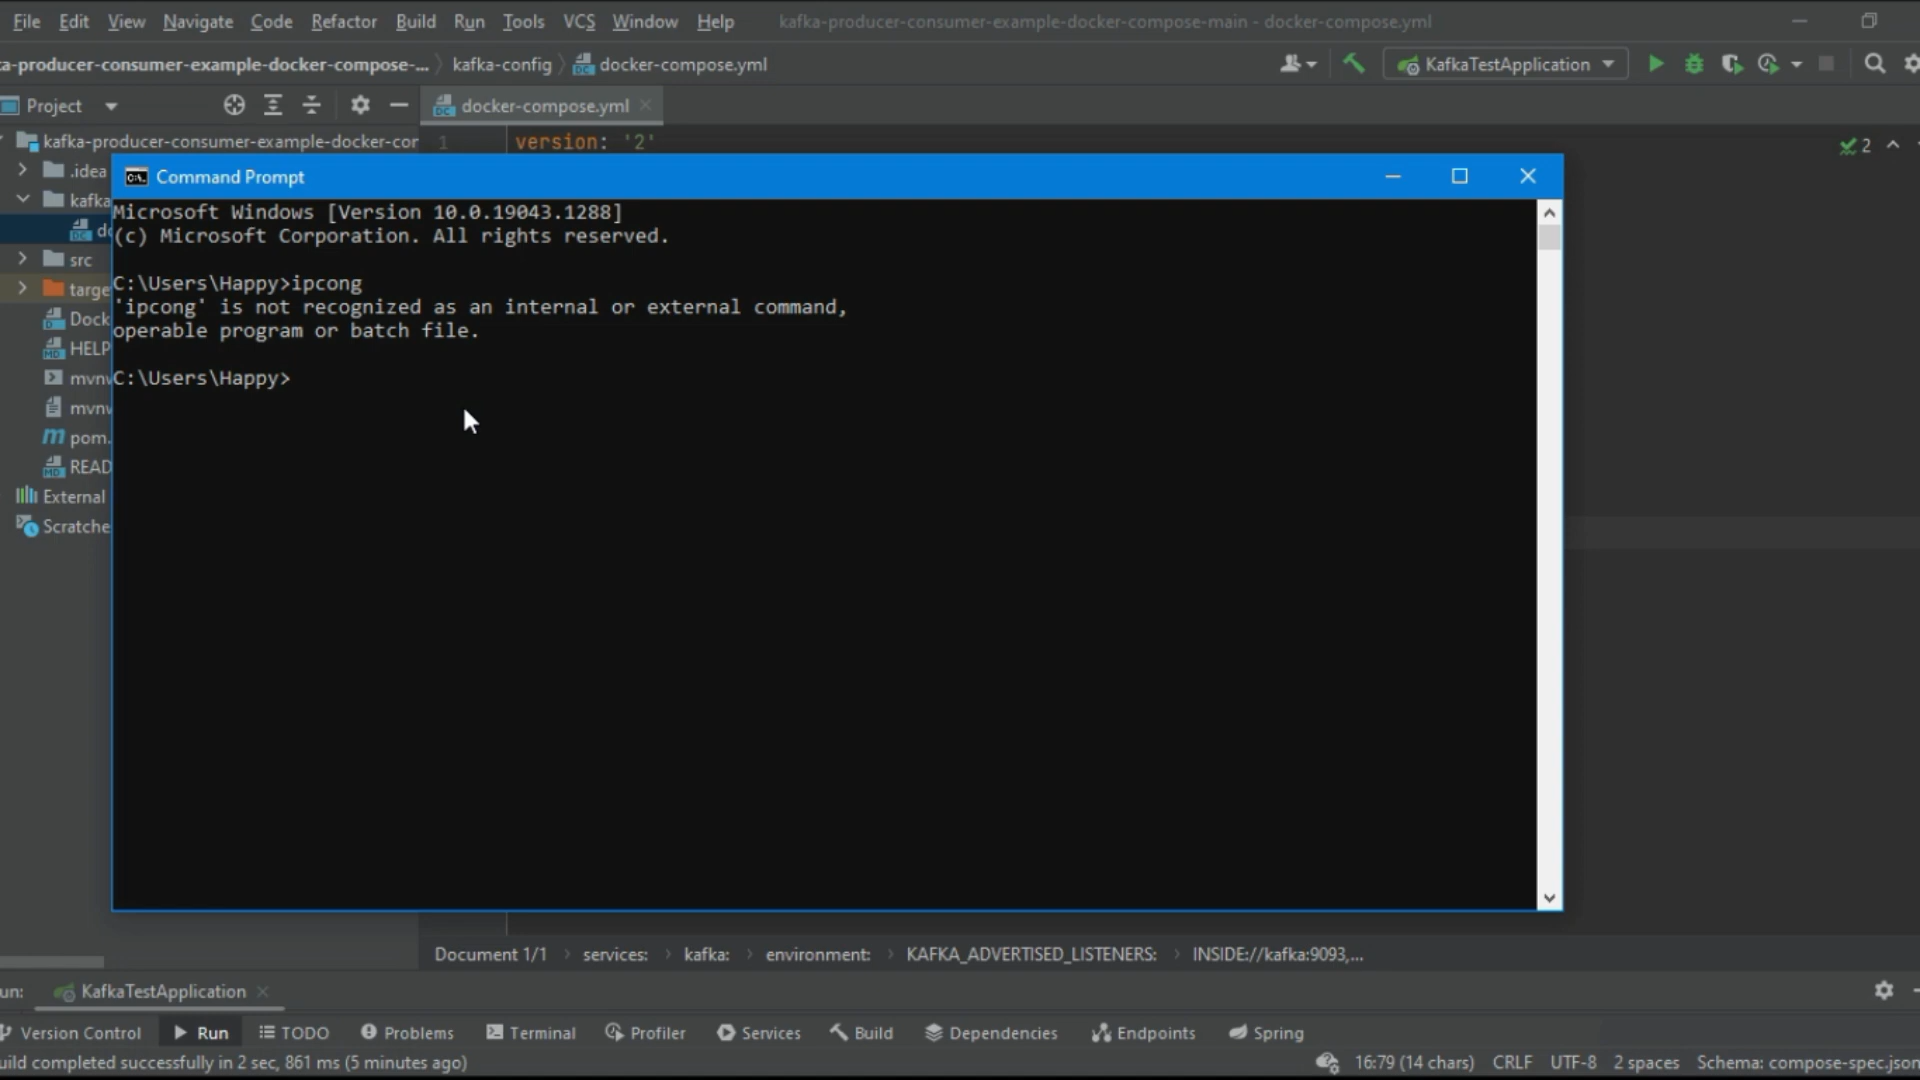 File Edit View Navigate Code Refactor Build Run Tools VCS Window Help kafka-producer-consumer-example-docker-compose-main - docker-compose.yml
a-producer-consumer-example-docker-compose-... kafka-config docker-compose.yml KafkaTestApplication
Project docker-compose.yml
kafka-producer-consumer-example-docker-cor 1 version: '2' 2
.idea
kafka
dc
src
targe
Dock
HELP
mvnw
mvnw
pom.
READ
External
Scratche
Command Prompt
Microsoft Windows [Version 10.0.19043.1288]
(c) Microsoft Corporation. All rights reserved.
C:\Users\Happy>ipcong
'ipcong' is not recognized as an internal or external command,
operable program or batch file.
C:\Users\Happy>
Document 1/1 services: kafka: environment: KAFKA_ADVERTISED_LISTENERS: INSIDE://kafka:9093,...
un: KafkaTestApplication
Version Control Run TODO Problems Terminal Profiler Services Build Dependencies Endpoints Spring
uild completed successfully in 2 sec, 861 ms (5 minutes ago) 16:79 (14 chars) CRLF UTF-8 2 spaces Schema: compose-spec.json